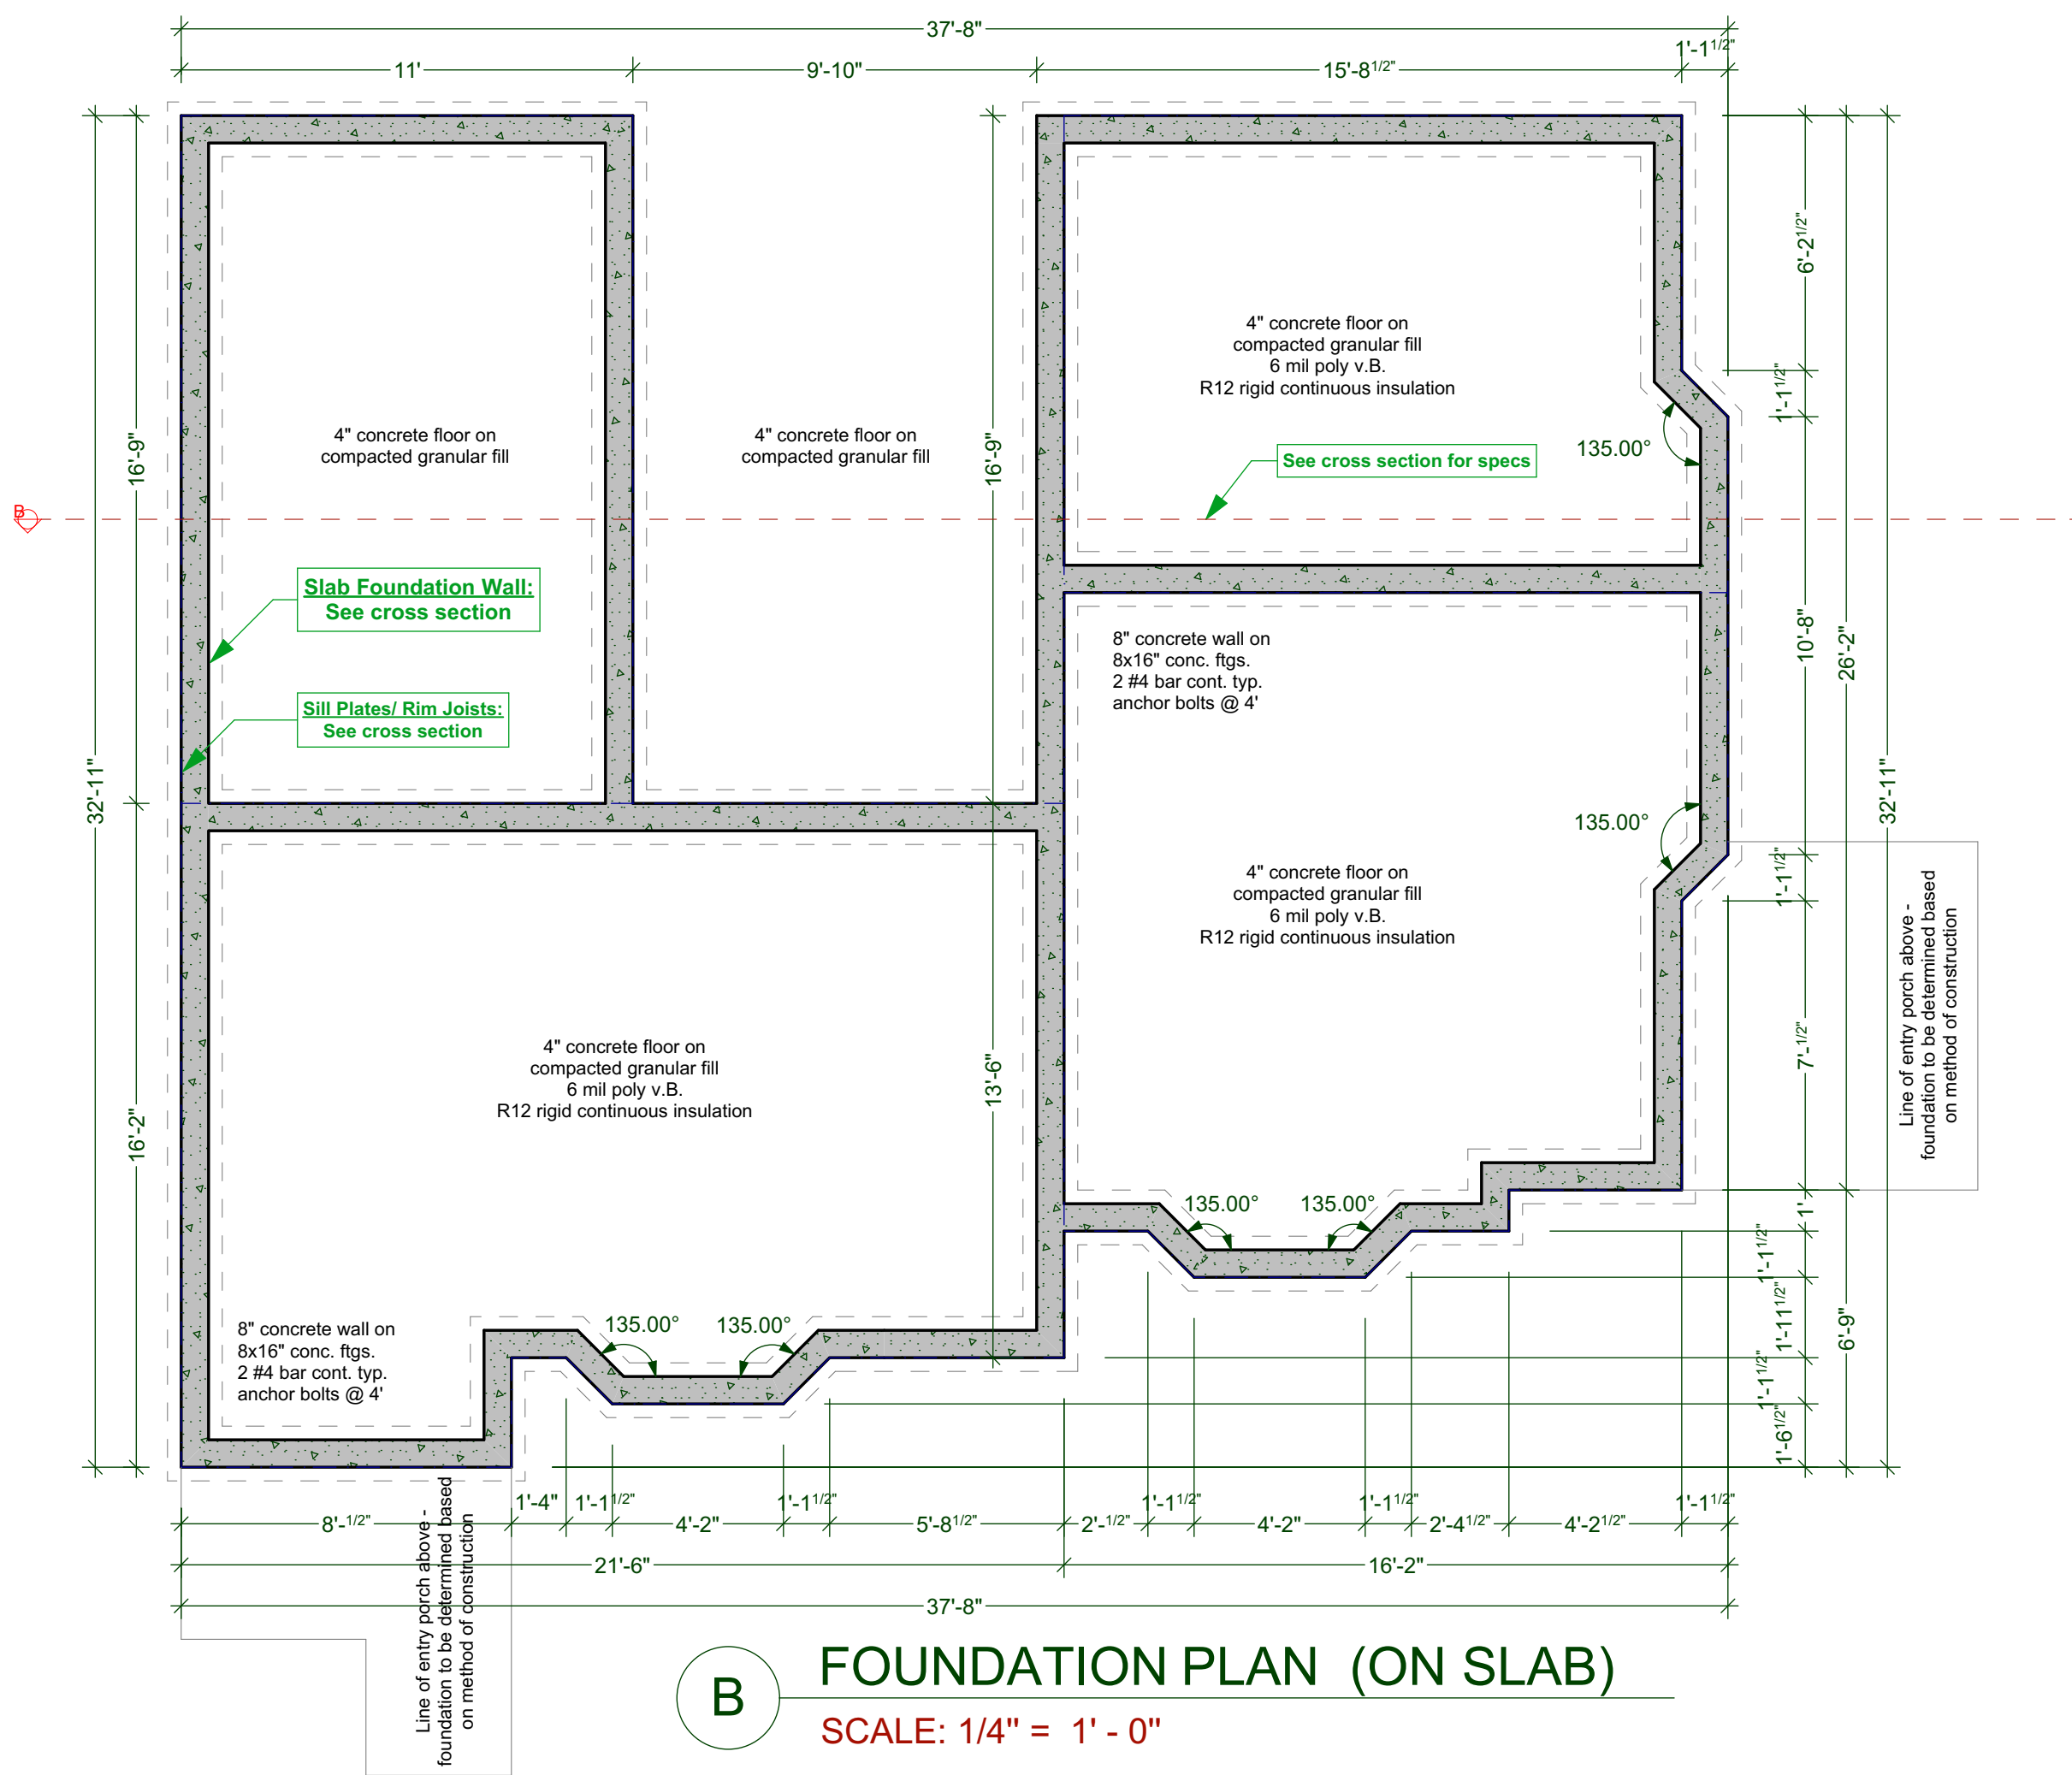 37'-8"
1'-1 1/2"
11'
9'-10"
15'-8 1/2"
6'-2 1/2"
4" concrete floor on
compacted granular fill
6 mil poly v.B.
R12 rigid continuous insulation
1'-1 1/2"
16'-9"
4" concrete floor on
compacted granular fill
4" concrete floor on
compacted granular fill
16'-9"
See cross section for specs
135.00°
B
Slab Foundation Wall:
See cross section
8" concrete wall on
8x16" conc. ftgs.
2 #4 bar cont. typ.
anchor bolts @ 4'
10'-8"
26'-2"
Sill Plates/ Rim Joists:
See cross section
32'-11"
32'-11"
135.00°
4" concrete floor on
compacted granular fill
6 mil poly v.B.
R12 rigid continuous insulation
1'-1 1/2"
Line of entry porch above -
foundation to be determined based
on method of construction
4" concrete floor on
compacted granular fill
6 mil poly v.B.
R12 rigid continuous insulation
13'-6"
7'-1/2"
16'-2"
135.00°
135.00°
1'
1'-1 1/2"
1'-11 1/2"
6'-9"
8" concrete wall on
8x16" conc. ftgs.
2 #4 bar cont. typ.
anchor bolts @ 4'
135.00°
135.00°
1'-1 1/2"
1'-6 1/2"
1'-4"
1'-1 1/2"
1'-1 1/2"
1'-1 1/2"
1'-1 1/2"
1'-1 1/2"
8'-1/2"
4'-2"
5'-8 1/2"
2'-1/2"
4'-2"
2'-4 1/2"
4'-2 1/2"
21'-6"
16'-2"
37'-8"
Line of entry porch above -
foundation to be determined based
on method of construction
B
FOUNDATION PLAN (ON SLAB)
SCALE: 1/4" = 1' - 0"